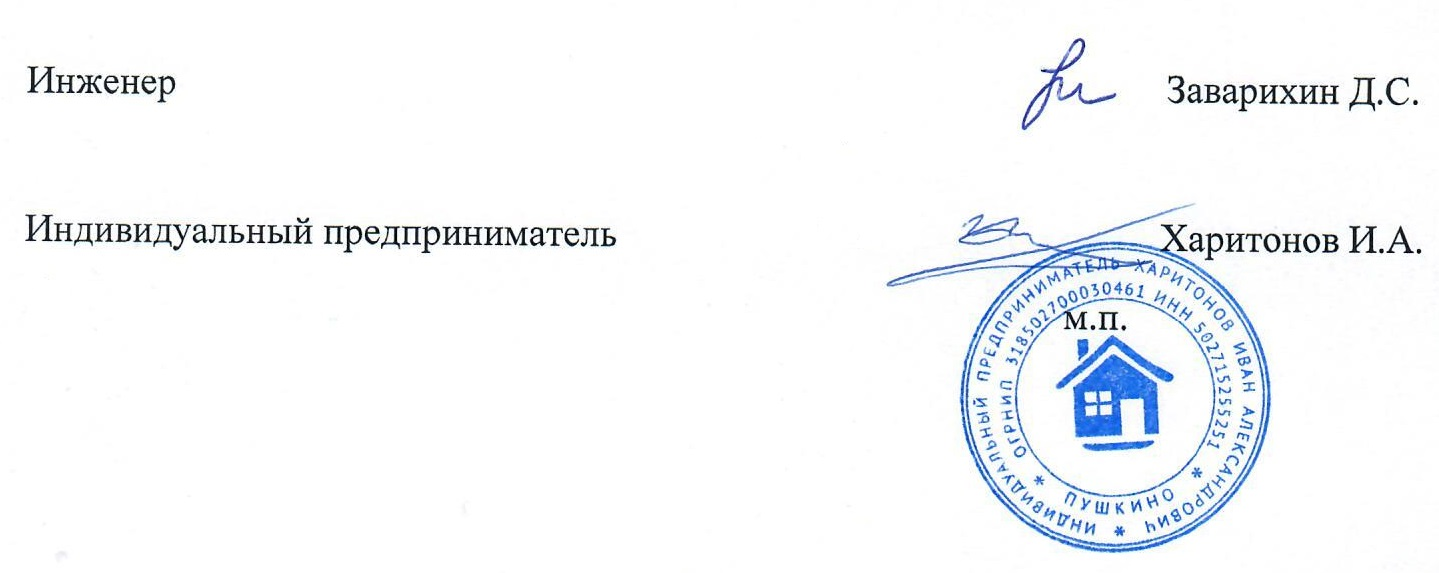 Инженер Заварихин Д.С.
Индивидуальный предприниматель Харитонов И.А.
м.п.
ИНДИВИДУАЛЬНЫЙ ПРЕДПРИНИМАТЕЛЬ ХАРИТОНОВ ИВАН АЛЕКСАНДРОВИЧ *
ОГРНИП 318502700030461 ИНН 502715255251
* ПУШКИНО *